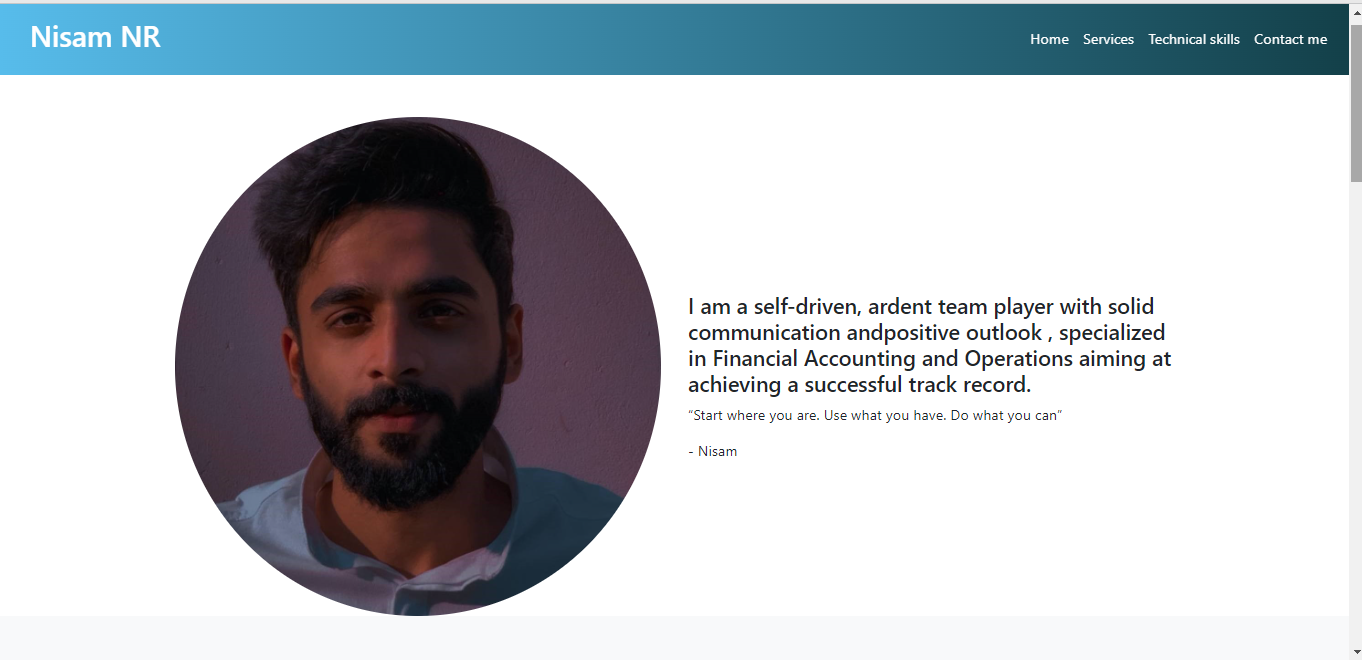 Nisam NR
Home Services Technical skills Contact me
I am a self-driven, ardent team player with solid
communication andpositive outlook , specialized
in Financial Accounting and Operations aiming at
achieving a successful track record.
“Start where you are. Use what you have. Do what you can”
- Nisam